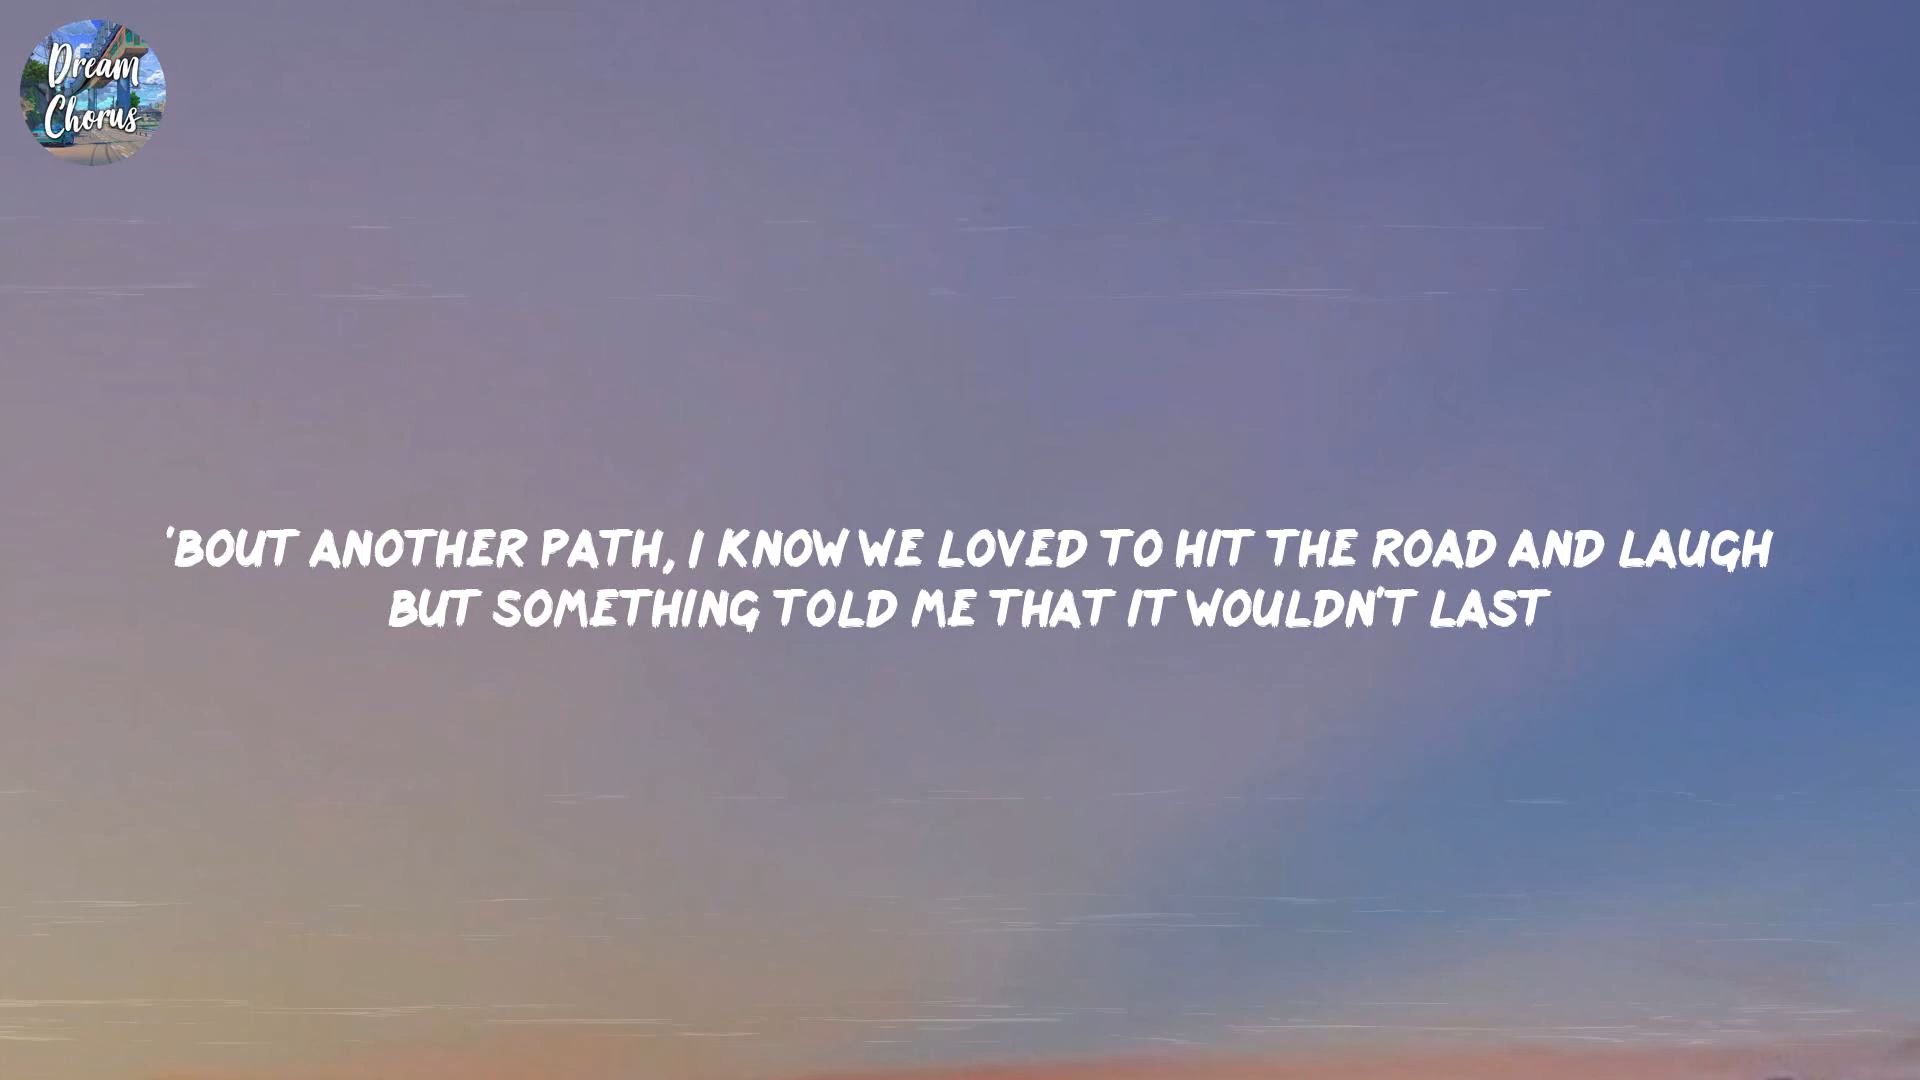 Dream
Chorus
'BOUT ANOTHER PATH, I KNOW WE LOVED TO HIT THE ROAD AND LAUGH
BUT SOMETHING TOLD ME THAT IT WOULDN'T LAST